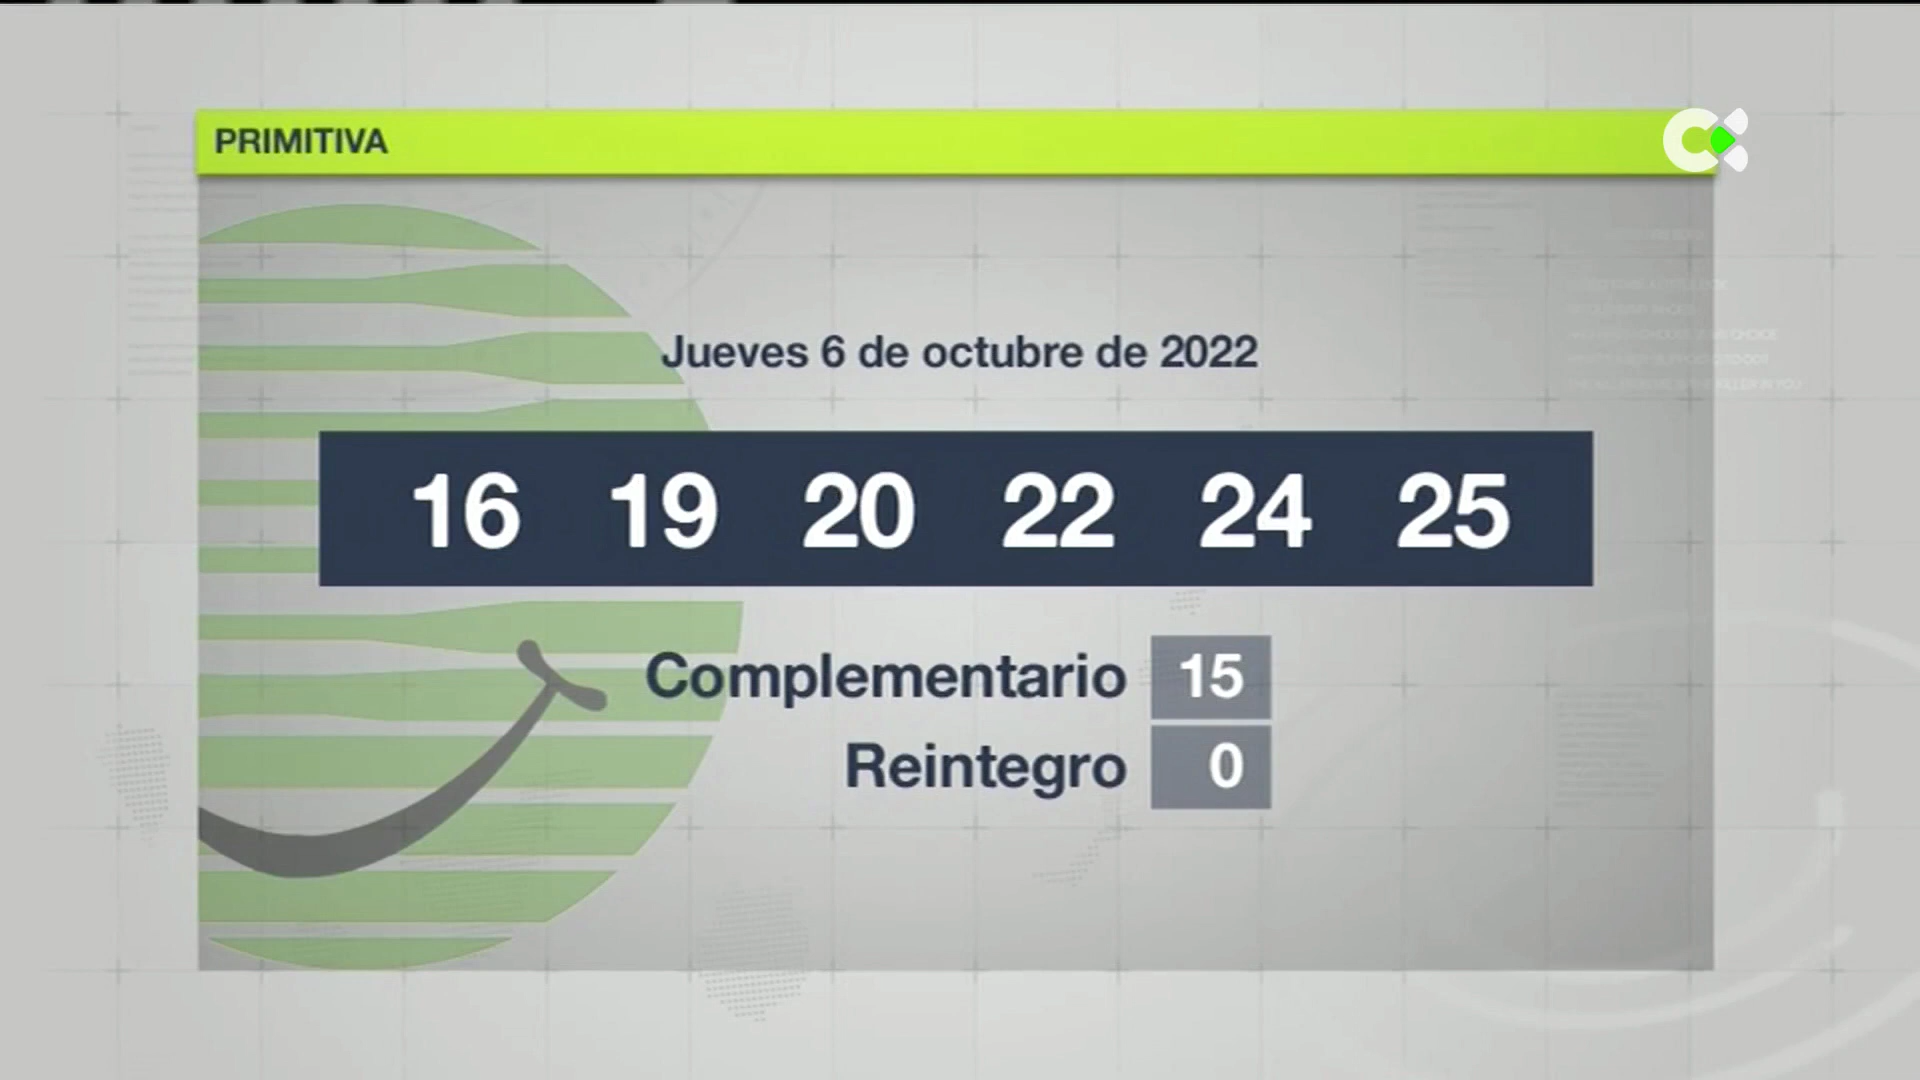 PRIMITIVA
Jueves 6 de octubre de 2022
16 19 20 22 24 25
Complementario 15
Reintegro 0